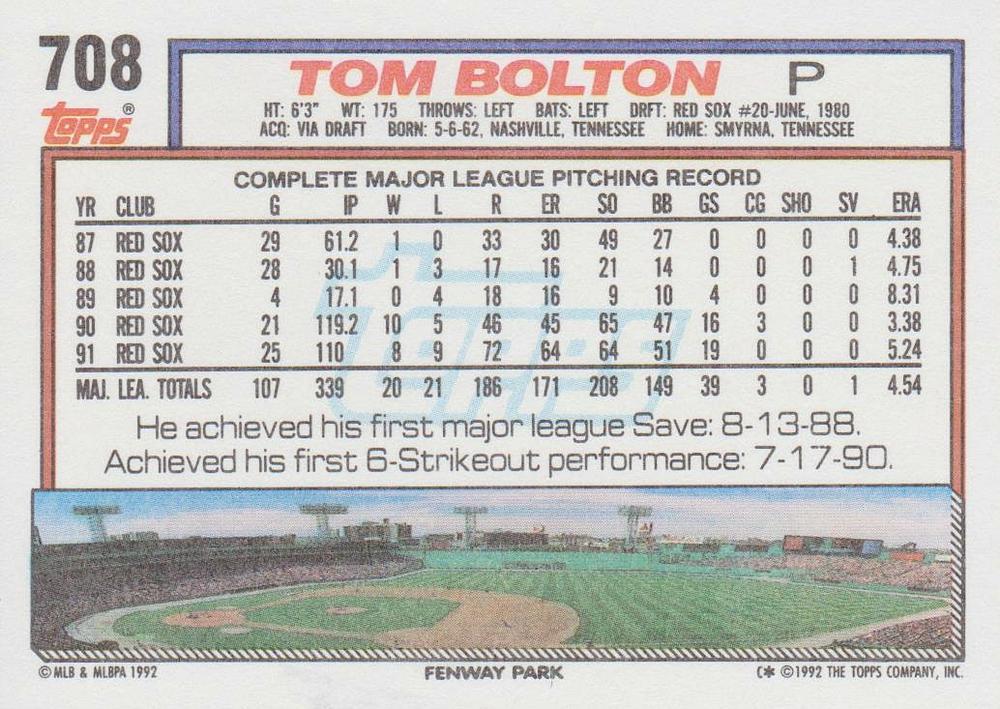 708
Topps®
TOM BOLTON P
HT: 6'3" WT: 175 THROWS: LEFT BATS: LEFT DRFT: RED SOX #20-JUNE, 1980
ACQ: VIA DRAFT BORN: 5-6-62, NASHVILLE, TENNESSEE HOME: SMYRNA, TENNESSEE
COMPLETE MAJOR LEAGUE PITCHING RECORD
YR CLUB G IP W L R ER SO BB GS CG SHO SV ERA
87 RED SOX 29 61.2 1 0 33 30 49 27 0 0 0 0 4.38
88 RED SOX 28 30.1 1 3 17 16 21 14 0 0 0 1 4.75
89 RED SOX 4 17.1 0 4 18 16 9 10 4 0 0 0 8.31
90 RED SOX 21 119.2 10 5 46 45 65 47 16 3 0 0 3.38
91 RED SOX 25 110 8 9 72 64 64 51 19 0 0 0 5.24
MAJ. LEA. TOTALS 107 339 20 21 186 171 208 149 39 3 0 1 4.54
Topps
He achieved his first major league Save: 8-13-88.
Achieved his first 6-Strikeout performance: 7-17-90.
© MLB & MLBPA 1992 FENWAY PARK C* ©1992 THE TOPPS COMPANY, INC.